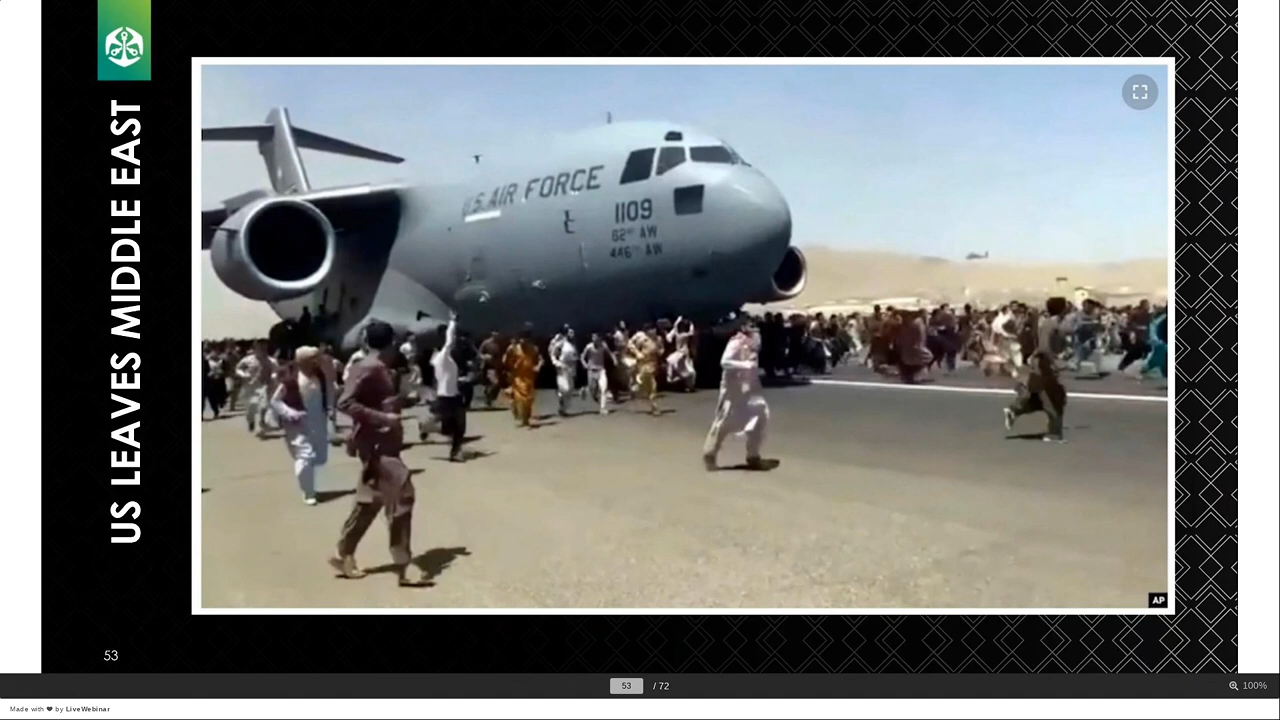 US LEAVES MIDDLE EAST
U.S. AIR FORCE
1109
62ND AW
446TH AW
AP
53
53 / 72
100%
Made with ❤ by LiveWebinar